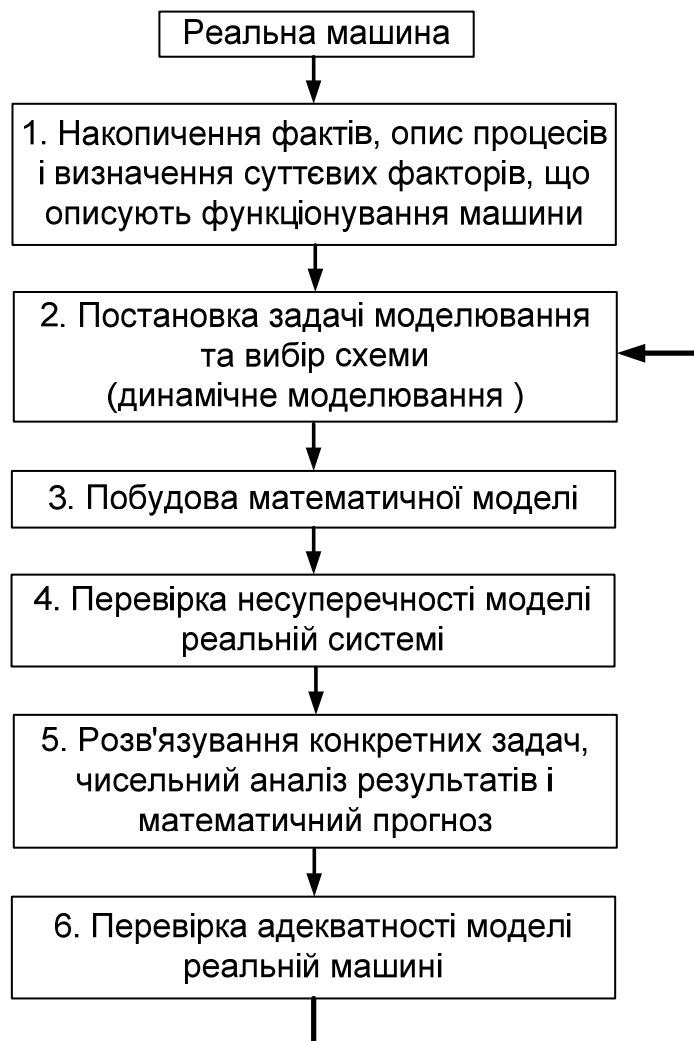 Реальна машина
1. Накопичення фактів, опис процесів
і визначення суттєвих факторів, що
описують функціонування машини
2. Постановка задачі моделювання
та вибір схеми
(динамічне моделювання )
3. Побудова математичної моделі
4. Перевірка несуперечності моделі
реальній системі
5. Розв'язування конкретних задач,
чисельний аналіз результатів і
математичний прогноз
6. Перевірка адекватності моделі
реальній машині